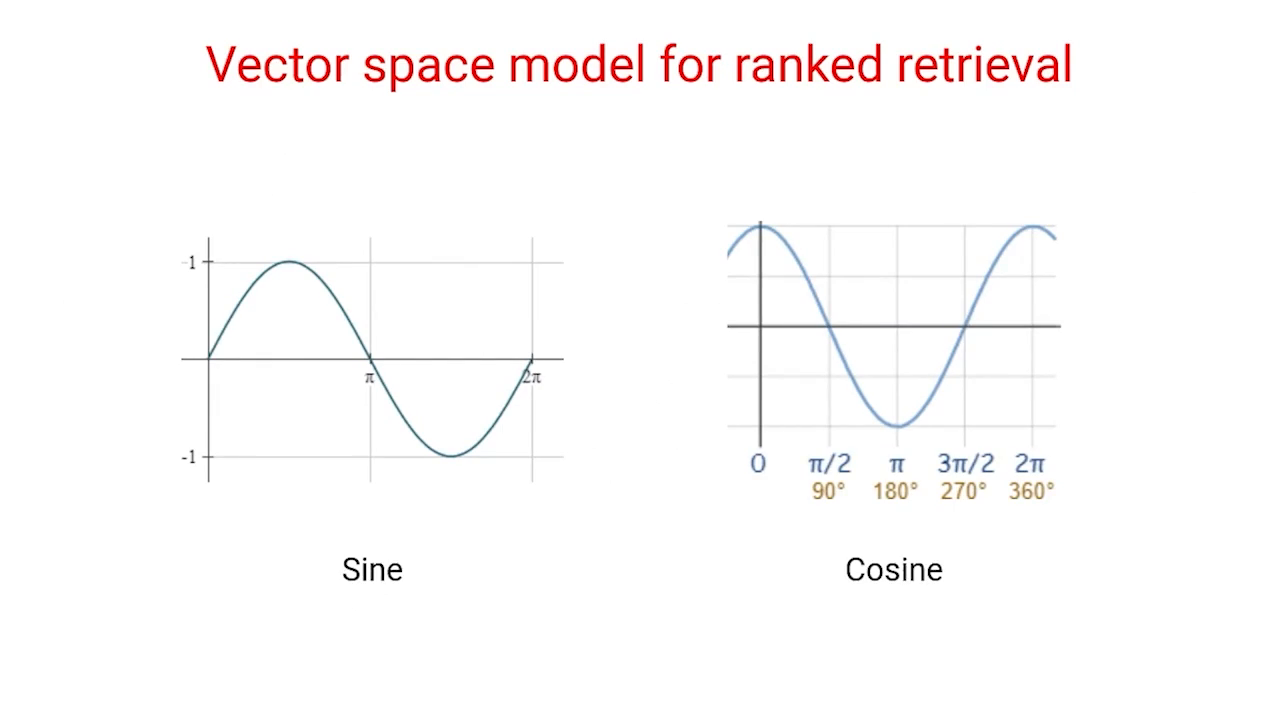 Vector space model for ranked retrieval
1
π
2π
-1
0 π/2 π 3π/2 2π
90° 180° 270° 360°
Sine
Cosine